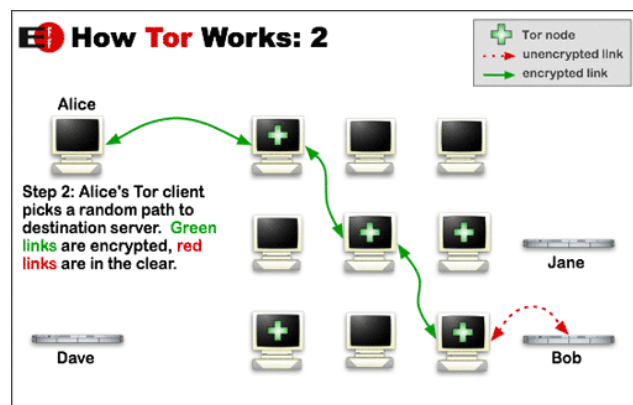 EFF How Tor Works: 2
Tor node
unencrypted link
encrypted link
Alice
Step 2: Alice's Tor client
picks a random path to
destination server. Green
links are encrypted, red
links are in the clear.
Jane
Dave
Bob